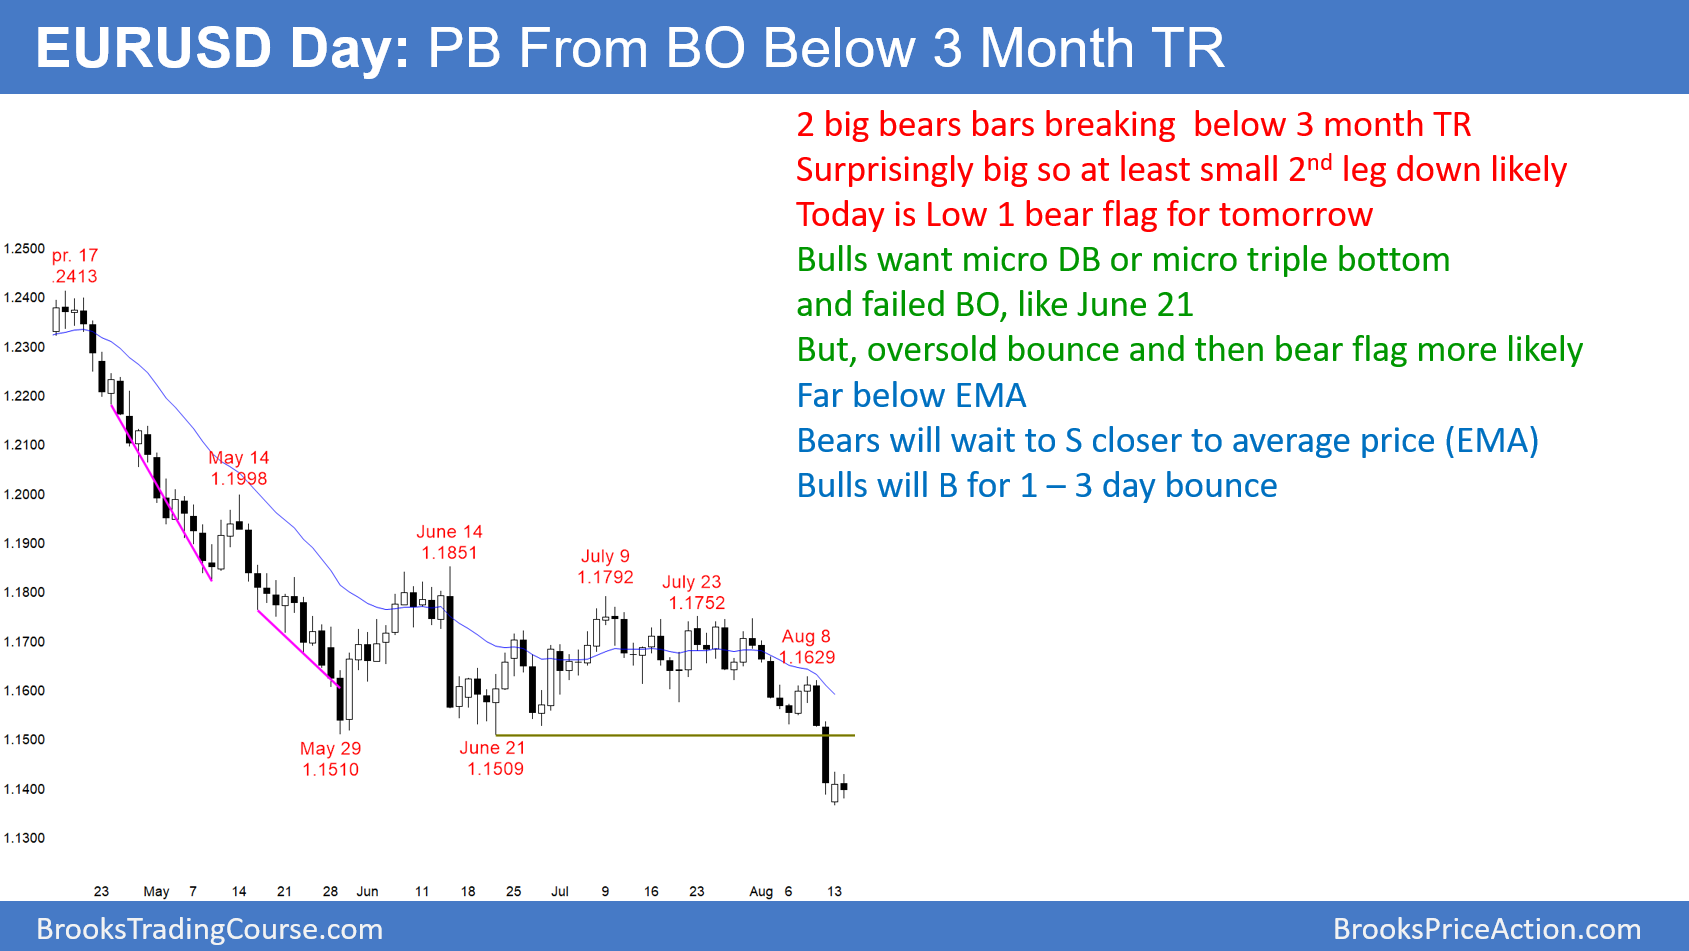 EURUSD Day: PB From BO Below 3 Month TR
2 big bears bars breaking below 3 month TR
Surprisingly big so at least small 2nd leg down likely
Today is Low 1 bear flag for tomorrow
Bulls want micro DB or micro triple bottom
and failed BO, like June 21
But, oversold bounce and then bear flag more likely
Far below EMA
Bears will wait to S closer to average price (EMA)
Bulls will B for 1 – 3 day bounce
1.2500
1.2400
1.2300
1.2200
1.2100
1.2000
1.1900
1.1800
1.1700
1.1600
1.1500
1.1400
1.1300
pr. 17
.2413
May 14
1.1998
June 14
1.1851
July 9
1.1792
July 23
1.1752
Aug 8
1.1629
May 29
1.1510
June 21
1.1509
23 May 7 14 21 28 Jun 11 18 25 Jul 9 16 23 Aug 6 13
BrooksTradingCourse.com
BrooksPriceAction.com